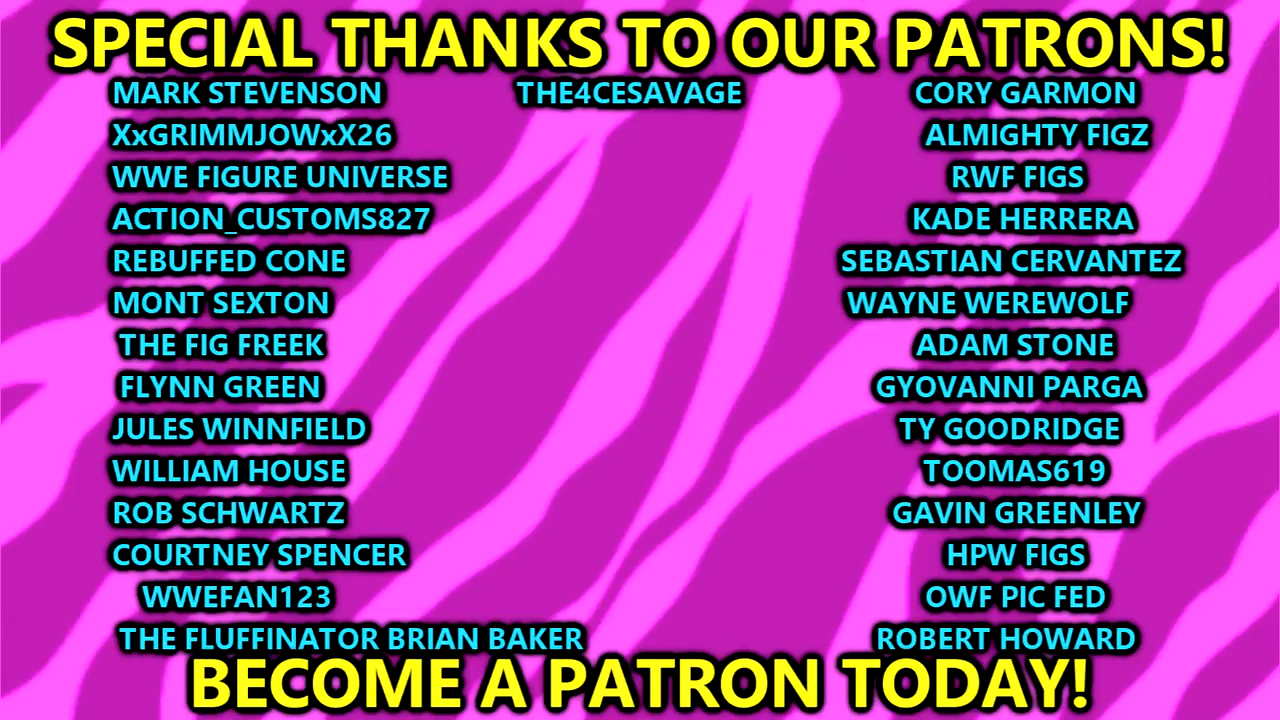 SPECIAL THANKS TO OUR PATRONS!
MARK STEVENSON THE4CESAVAGE CORY GARMON
XxGRIMMJOWxX26 ALMIGHTY FIGZ
WWE FIGURE UNIVERSE RWF FIGS
ACTION_CUSTOMS827 KADE HERRERA
REBUFFED CONE SEBASTIAN CERVANTEZ
MONT SEXTON WAYNE WEREWOLF
THE FIG FREEK ADAM STONE
FLYNN GREEN GYOVANNI PARGA
JULES WINNFIELD TY GOODRIDGE
WILLIAM HOUSE TOOMAS619
ROB SCHWARTZ GAVIN GREENLEY
COURTNEY SPENCER HPW FIGS
WWEFAN123 OWF PIC FED
THE FLUFFINATOR BRIAN BAKER ROBERT HOWARD
BECOME A PATRON TODAY!